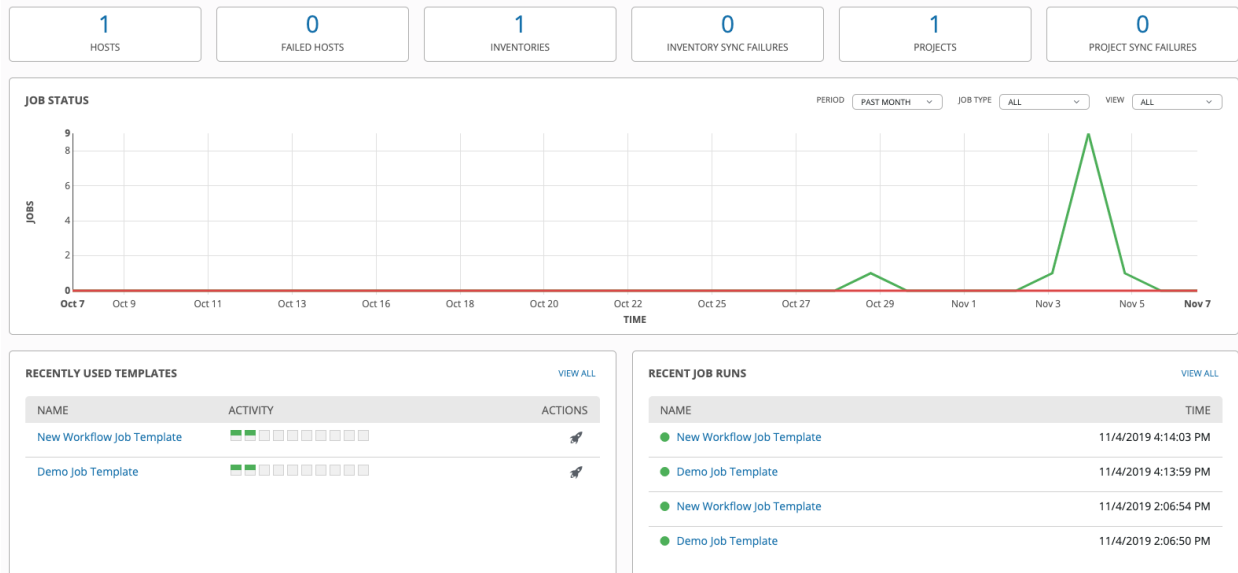 1 0 1 0 1 0
HOSTS FAILED HOSTS INVENTORIES INVENTORY SYNC FAILURES PROJECTS PROJECT SYNC FAILURES
JOB STATUS PERIOD PAST MONTH JOB TYPE ALL VIEW ALL
9
8
6
4
2
0
JOBS
Oct 7 Oct 9 Oct 11 Oct 13 Oct 16 Oct 18 Oct 20 Oct 22 Oct 25 Oct 27 Oct 29 Nov 1 Nov 3 Nov 5 Nov 7
TIME
RECENTLY USED TEMPLATES VIEW ALL
NAME ACTIVITY ACTIONS
New Workflow Job Template
Demo Job Template
RECENT JOB RUNS VIEW ALL
NAME TIME
New Workflow Job Template 11/4/2019 4:14:03 PM
Demo Job Template 11/4/2019 4:13:59 PM
New Workflow Job Template 11/4/2019 2:06:54 PM
Demo Job Template 11/4/2019 2:06:50 PM